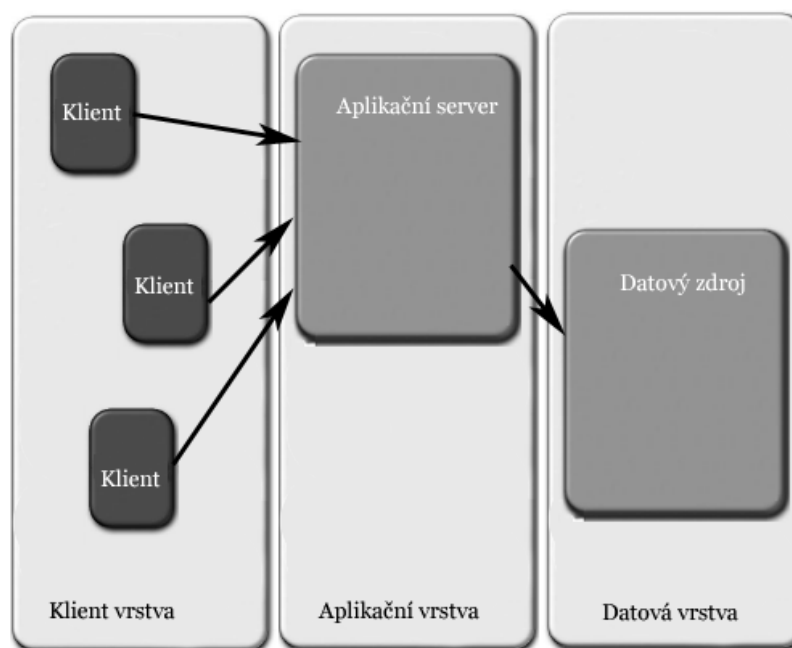 Klient
Klient
Klient
Klient vrstva
Aplikační server
Aplikační vrstva
Datový zdroj
Datová vrstva